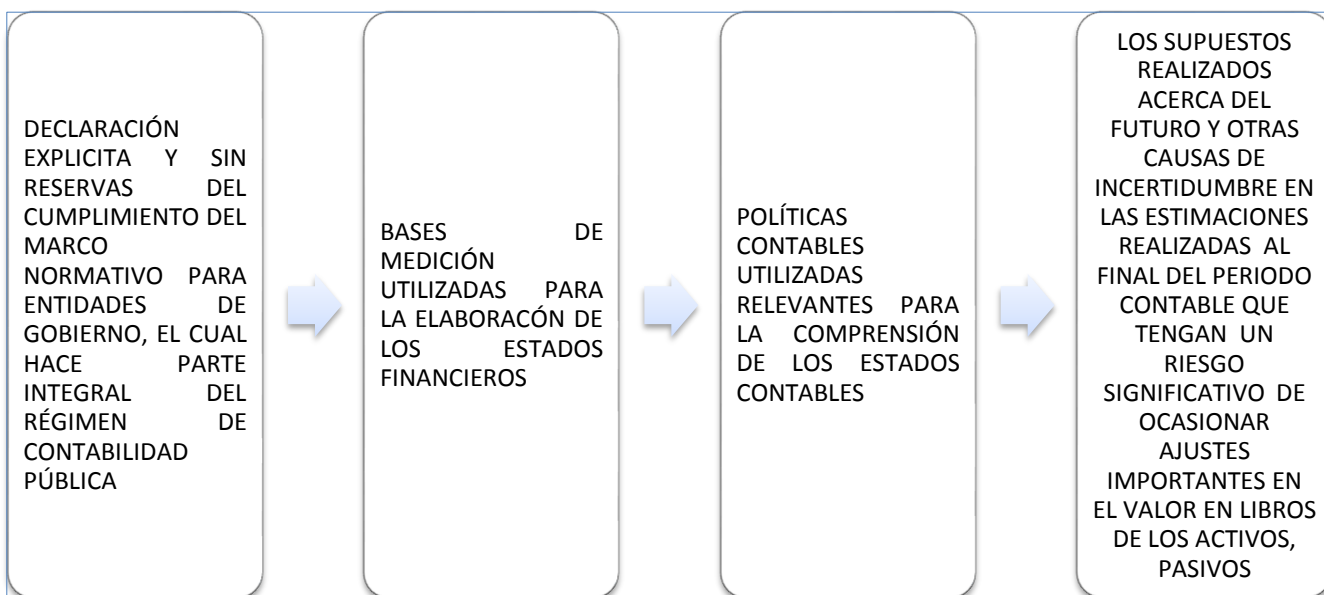 DECLARACIÓN
EXPLICITA Y SIN
RESERVAS DEL
CUMPLIMIENTO DEL
MARCO
NORMATIVO PARA
ENTIDADES DE
GOBIERNO, EL CUAL
HACE PARTE
INTEGRAL DEL
RÉGIMEN DE
CONTABILIDAD
PÚBLICA
BASES DE
MEDICIÓN
UTILIZADAS PARA
LA ELABORACÓN DE
LOS ESTADOS
FINANCIEROS
POLÍTICAS
CONTABLES
UTILIZADAS
RELEVANTES PARA
LA COMPRENSIÓN
DE LOS ESTADOS
CONTABLES
LOS SUPUESTOS
REALIZADOS
ACERCA DEL
FUTURO Y OTRAS
CAUSAS DE
INCERTIDUMBRE EN
LAS ESTIMACIONES
REALIZADAS AL
FINAL DEL PERIODO
CONTABLE QUE
TENGAN UN
RIESGO
SIGNIFICATIVO DE
OCASIONAR
AJUSTES
IMPORTANTES EN
EL VALOR EN LIBROS
DE LOS ACTIVOS,
PASIVOS